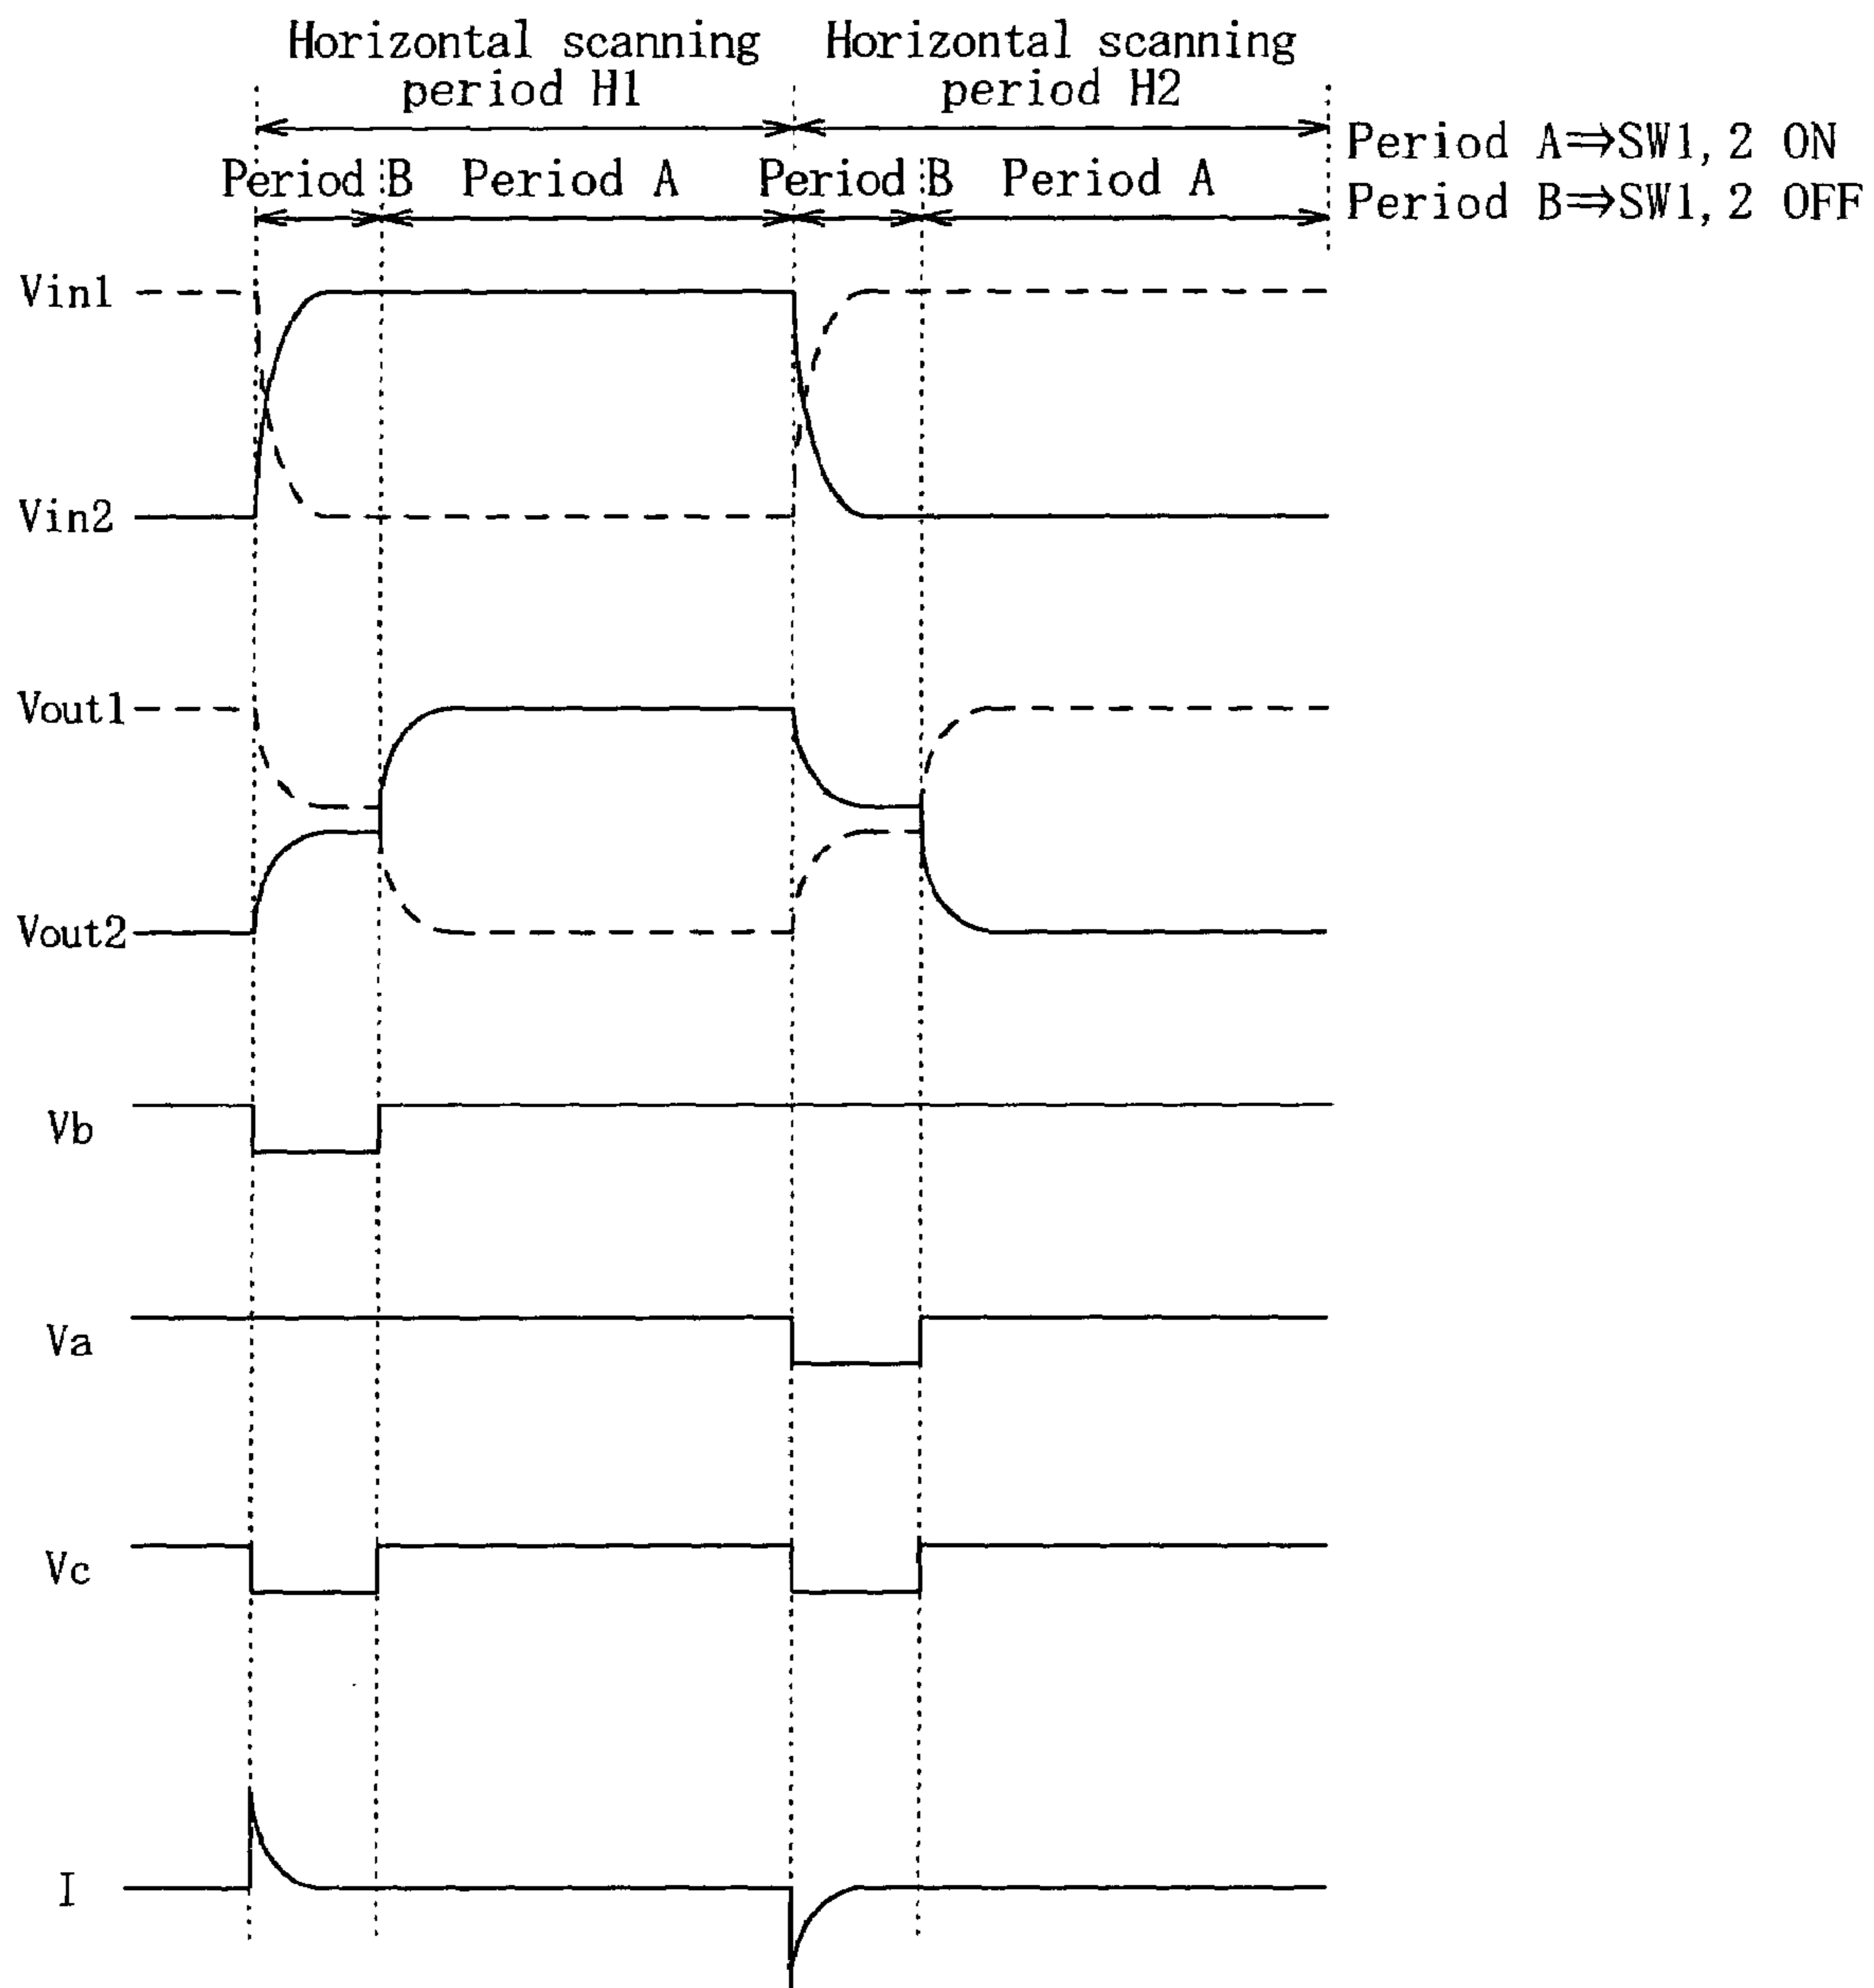 Horizontal scanning period H1
Horizontal scanning period H2
Period A⇒SW1, 2 ON
Period B⇒SW1, 2 OFF
Period B
Period A
Period B
Period A
Vin1
Vin2
Vout1
Vout2
Vb
Va
Vc
I